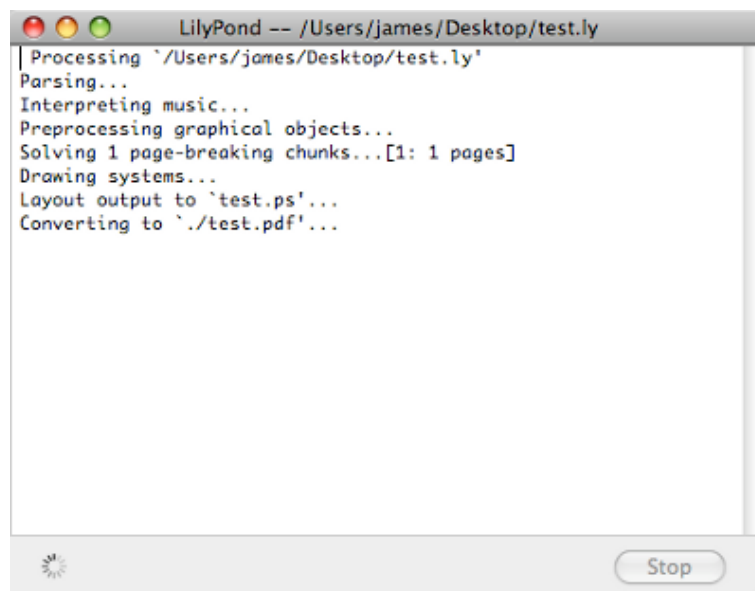 LilyPond -- /Users/james/Desktop/test.ly
Processing `/Users/james/Desktop/test.ly'
Parsing...
Interpreting music...
Preprocessing graphical objects...
Solving 1 page-breaking chunks...[1: 1 pages]
Drawing systems...
Layout output to `test.ps'...
Converting to `./test.pdf'...
Stop